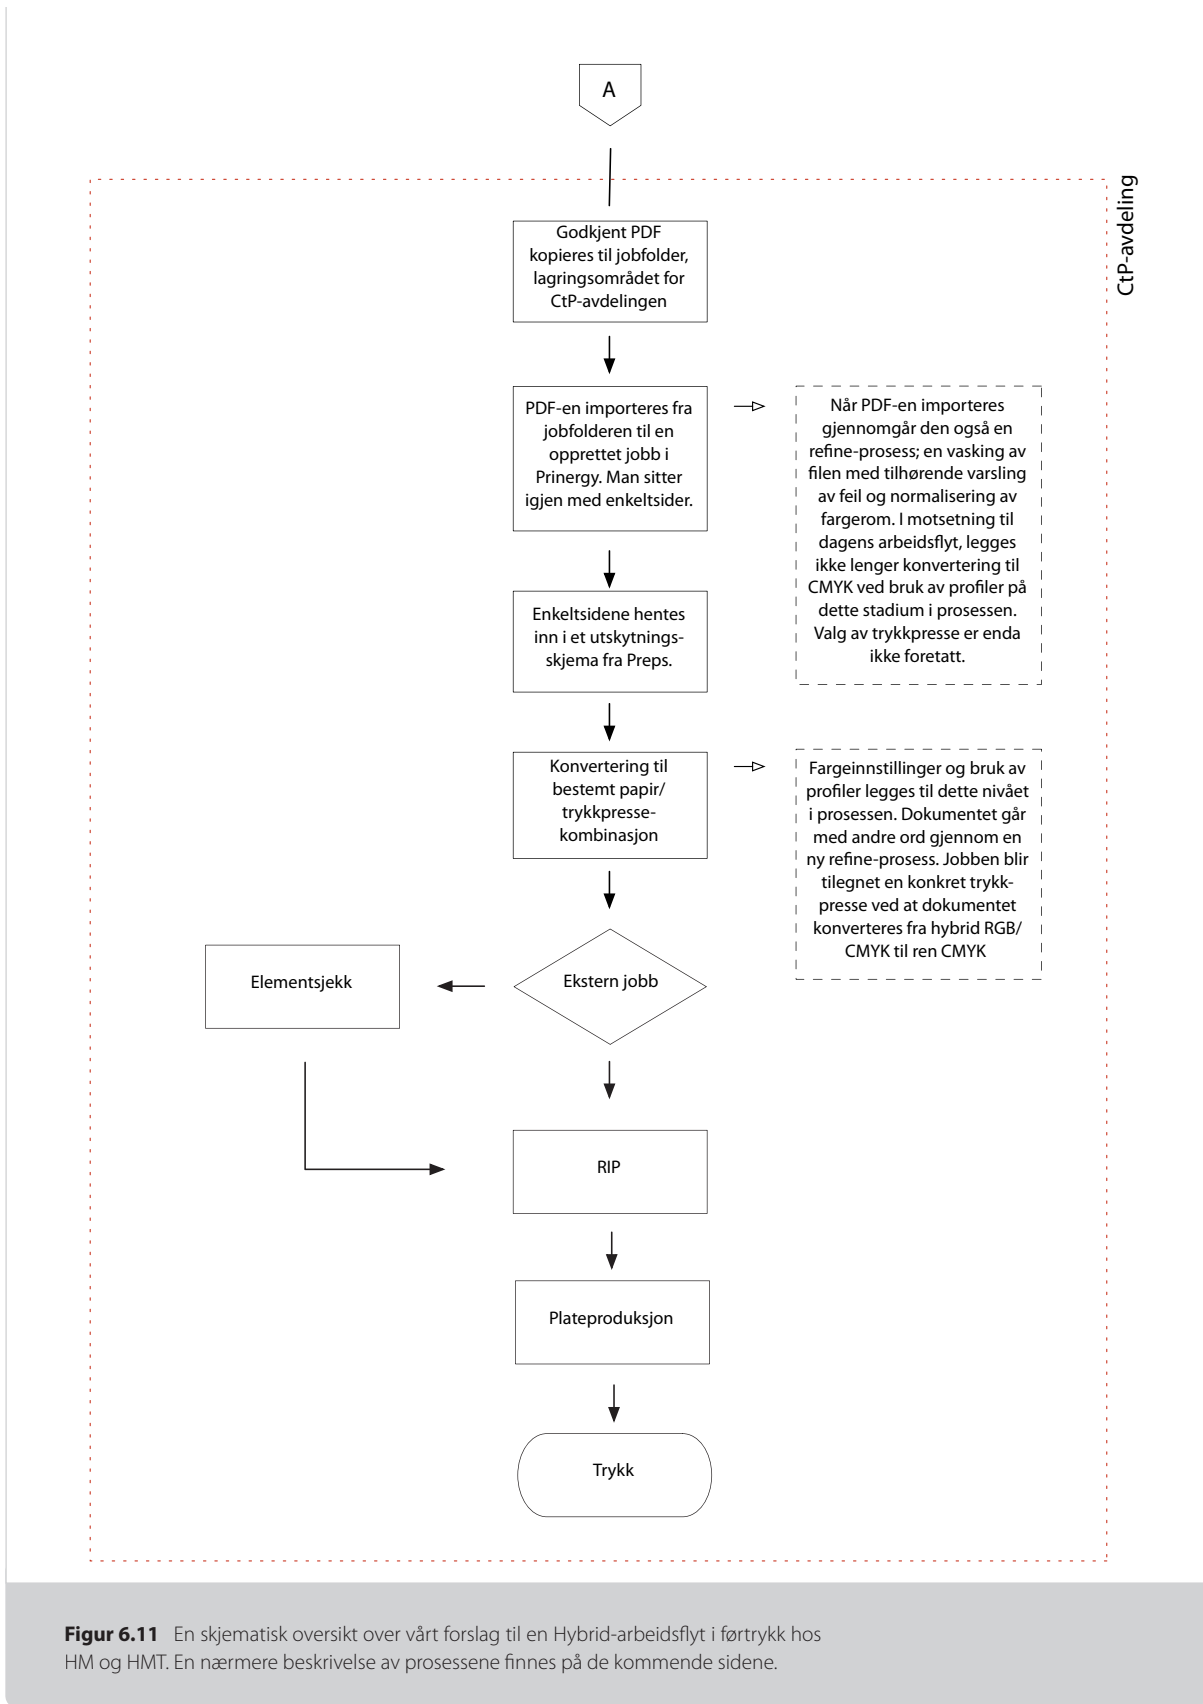 A
CtP-avdeling
Godkjent PDF
kopieres til jobfolder,
lagringsområdet for
CtP-avdelingen
PDF-en importeres fra
jobfolderen til en
opprettet jobb i
Prinergy. Man sitter
igjen med enkeltsider.
Når PDF-en importeres
gjennomgår den også en
refine-prosess; en vasking av
filen med tilhørende varsling
av feil og normalisering av
fargerom. I motsetning til
dagens arbeidsflyt, legges
ikke lenger konvertering til
CMYK ved bruk av profiler på
dette stadium i prosessen.
Valg av trykkpresse er enda
ikke foretatt.
Enkeltsidene hentes
inn i et utskytnings-
skjema fra Preps.
Konvertering til
bestemt papir/
trykkpresse-
kombinasjon
Fargeinnstillinger og bruk av
profiler legges til dette nivået
i prosessen. Dokumentet går
med andre ord gjennom en
ny refine-prosess. Jobben blir
tilegnet en konkret trykk-
presse ved at dokumentet
konverteres fra hybrid RGB/
CMYK til ren CMYK
Ekstern jobb
Elementsjekk
RIP
Plateproduksjon
Trykk
Figur 6.11 En skjematisk oversikt over vårt forslag til en Hybrid-arbeidsflyt i førtrykk hos
HM og HMT. En nærmere beskrivelse av prosessene finnes på de kommende sidene.